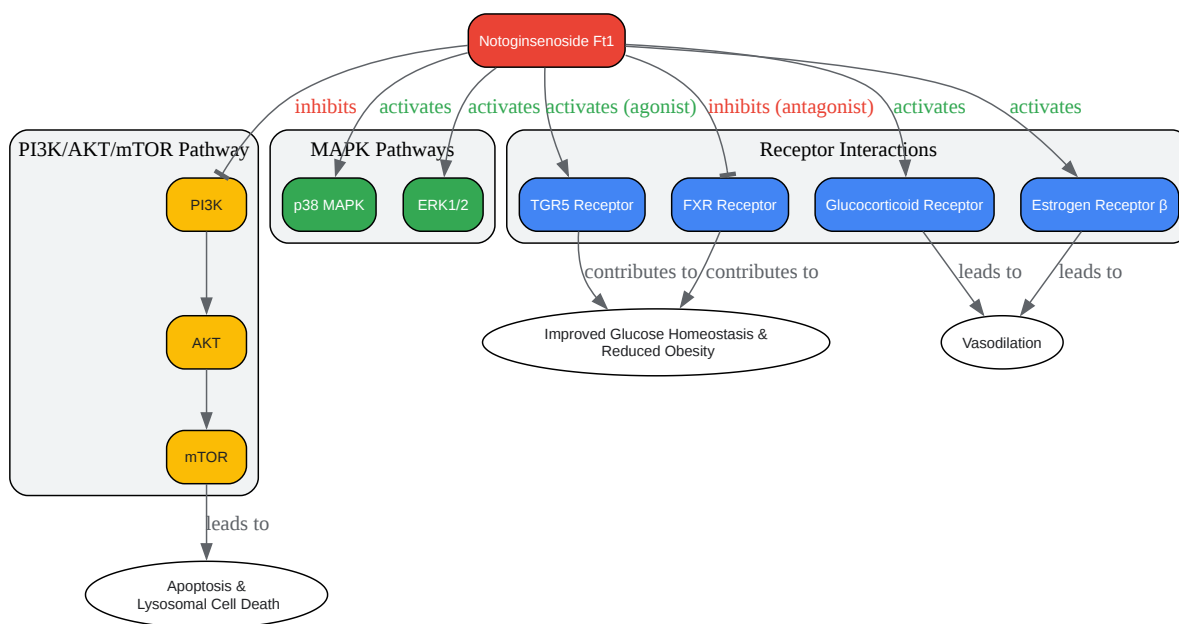 Notoginsenoside Ft1
inhibits
activates
activates
activates (agonist)
inhibits (antagonist)
activates
activates
PI3K/AKT/mTOR Pathway
MAPK Pathways
Receptor Interactions
PI3K
p38 MAPK
ERK1/2
TGR5 Receptor
FXR Receptor
Glucocorticoid Receptor
Estrogen Receptor β
contributes to
contributes to
leads to
leads to
AKT
Improved Glucose Homeostasis &
Reduced Obesity
Vasodilation
mTOR
leads to
Apoptosis &
Lysosomal Cell Death